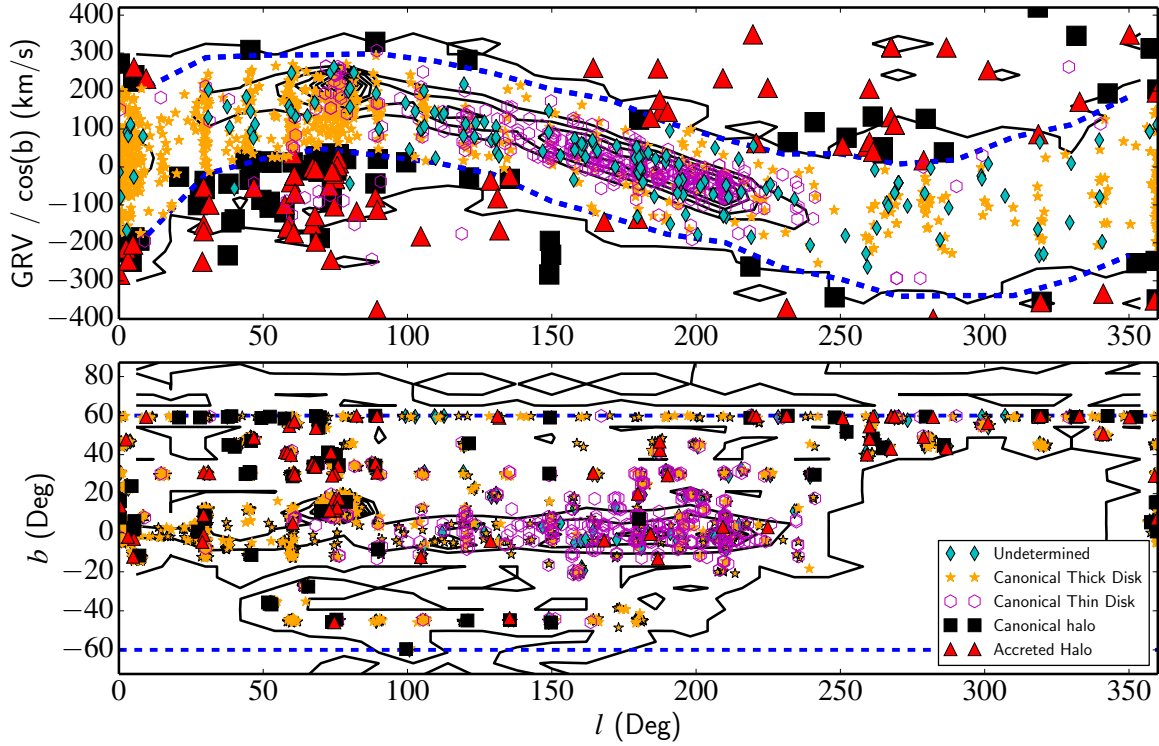 GRV / cos(b) (km/s)
400
300
200
100
0
−100
−200
−300
−400
0 50 100 150 200 250 300 350
b (Deg)
80
60
40
20
0
−20
−40
−60
0 50 100 150 200 250 300 350
l (Deg)
Undetermined
Canonical Thick Disk
Canonical Thin Disk
Canonical halo
Accreted Halo